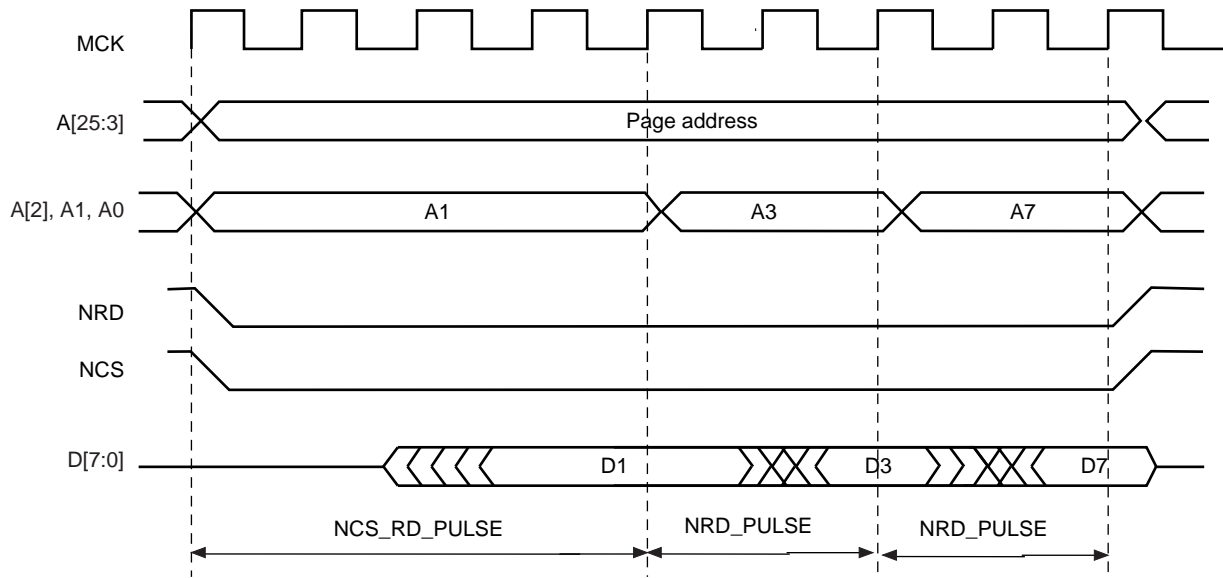 MCK
A[25:3]
Page address
A[2], A1, A0
A1
A3
A7
NRD
NCS
D[7:0]
D1
D3
D7
NCS_RD_PULSE
NRD_PULSE
NRD_PULSE